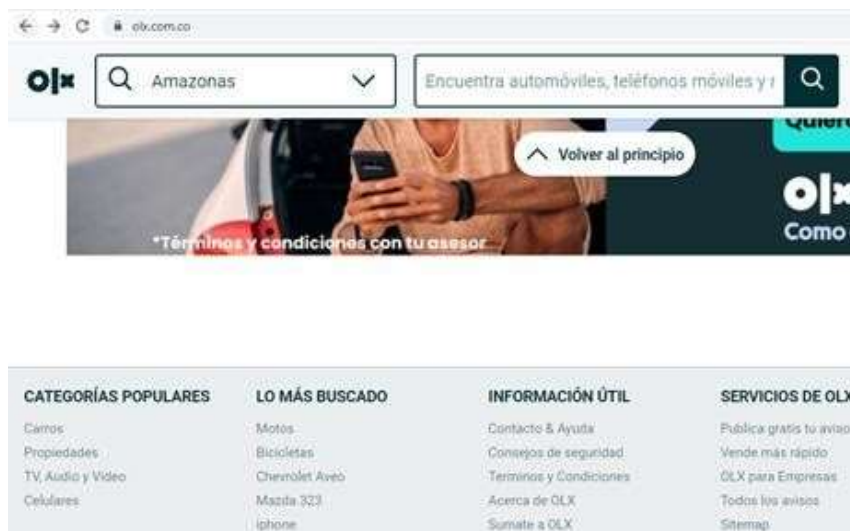 olx.com.co
olx
Amazonas
Encuentra automóviles, teléfonos móviles y
Volver al principio
*Términos y condiciones con tu asesor
olx
Como
CATEGORÍAS POPULARES
Carros
Propiedades
TV, Audio y Video
Celulares
LO MÁS BUSCADO
Motos
Bicicletas
Chevrolet Aveo
Mazda 323
iphone
INFORMACIÓN ÚTIL
Contacto & Ayuda
Consejos de seguridad
Terminos y Condiciones
Acerca de OLX
Sumate a OLX
SERVICIOS DE OLX
Publica gratis tu aviso
Vende más rápido
OLX para Empresas
Todos los avisos
Sitemap